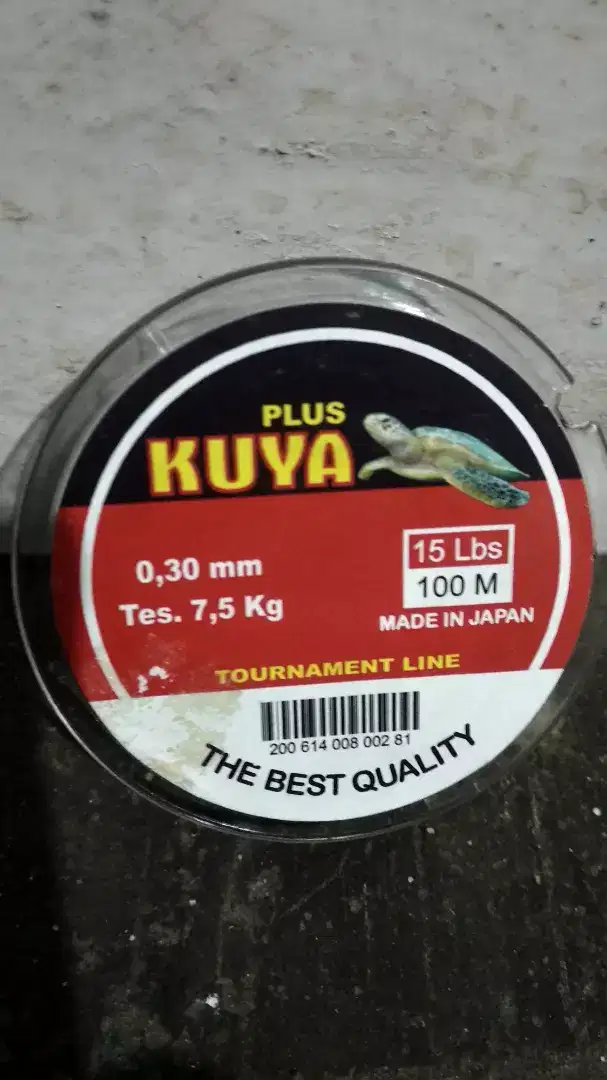 PLUS
KUYA
0,30 mm
Tes. 7,5 Kg
15 Lbs
100 M
MADE IN JAPAN
TOURNAMENT LINE
200 614 008 002 81
THE BEST QUALITY